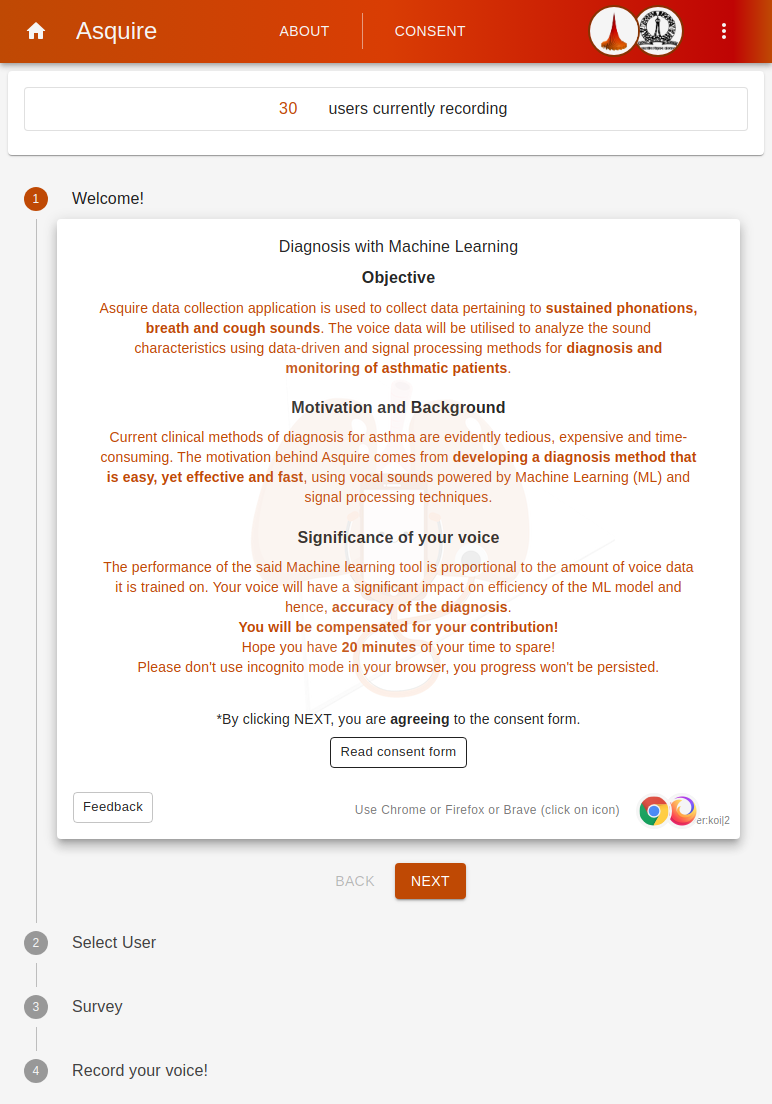 Asquire
ABOUT
CONSENT
30 users currently recording
1 Welcome!
Diagnosis with Machine Learning
Objective
Asquire data collection application is used to collect data pertaining to sustained phonations,
breath and cough sounds. The voice data will be utilised to analyze the sound
characteristics using data-driven and signal processing methods for diagnosis and
monitoring of asthmatic patients.
Motivation and Background
Current clinical methods of diagnosis for asthma are evidently tedious, expensive and time-
consuming. The motivation behind Asquire comes from developing a diagnosis method that
is easy, yet effective and fast, using vocal sounds powered by Machine Learning (ML) and
signal processing techniques.
Significance of your voice
The performance of the said Machine learning tool is proportional to the amount of voice data
it is trained on. Your voice will have a significant impact on efficiency of the ML model and
hence, accuracy of the diagnosis.
You will be compensated for your contribution!
Hope you have 20 minutes of your time to spare!
Please don't use incognito mode in your browser, you progress won't be persisted.
*By clicking NEXT, you are agreeing to the consent form.
Read consent form
Feedback
Use Chrome or Firefox or Brave (click on icon)
er:koi|2
BACK
NEXT
2 Select User
3 Survey
4 Record your voice!